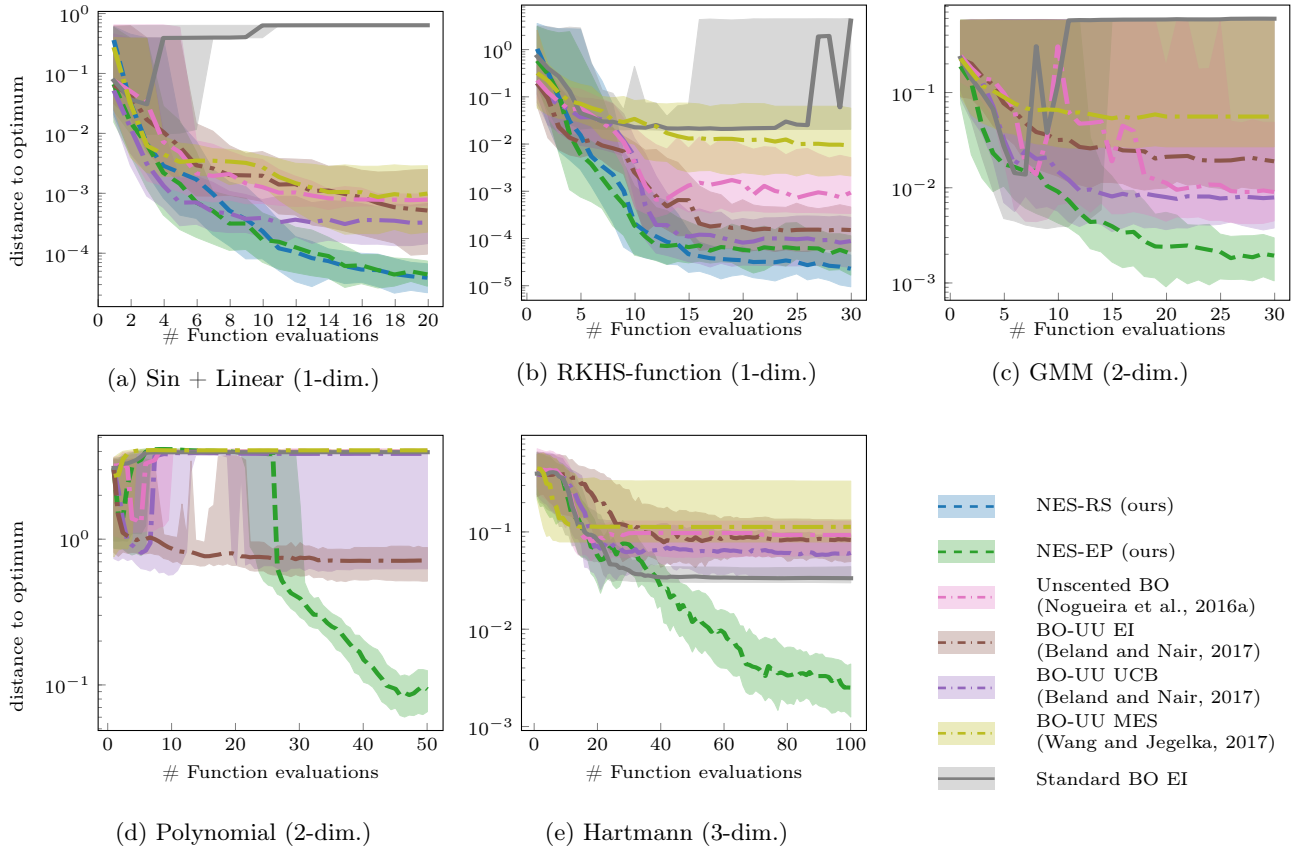 distance to optimum
10^0
10^-1
10^-2
10^-3
10^-4
0 2 4 6 8 10 12 14 16 18 20
# Function evaluations
(a) Sin + Linear (1-dim.)
10^0
10^-1
10^-2
10^-3
10^-4
10^-5
0 5 10 15 20 25 30
# Function evaluations
(b) RKHS-function (1-dim.)
10^-1
10^-2
10^-3
0 5 10 15 20 25 30
# Function evaluations
(c) GMM (2-dim.)
distance to optimum
10^0
10^-1
0 10 20 30 40 50
# Function evaluations
(d) Polynomial (2-dim.)
10^0
10^-1
10^-2
10^-3
0 20 40 60 80 100
# Function evaluations
(e) Hartmann (3-dim.)
NES-RS (ours)
NES-EP (ours)
Unscented BO
(Nogueira et al., 2016a)
BO-UU EI
(Beland and Nair, 2017)
BO-UU UCB
(Beland and Nair, 2017)
BO-UU MES
(Wang and Jegelka, 2017)
Standard BO EI